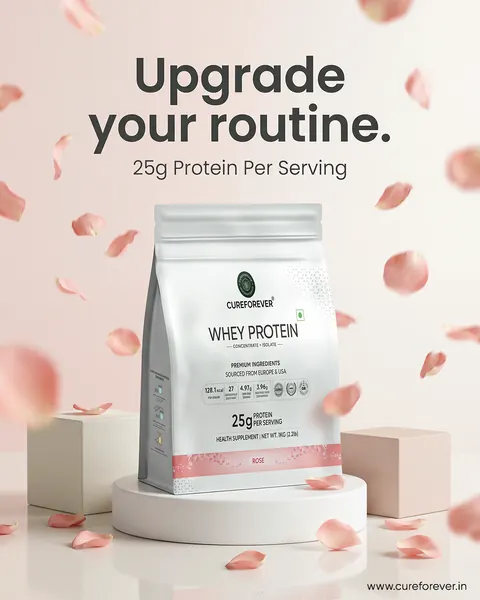 Upgrade
your routine.
25g Protein Per Serving
CUREFOREVER®
WHEY PROTEIN
CONCENTRATE + ISOLATE
PREMIUM INGREDIENTS
SOURCED FROM EUROPE & USA
128.1kcal 27 4.97g 3.96g
25g PROTEIN
PER SERVING
HEALTH SUPPLEMENT | NET WT. 1KG (2.2lb)
ROSE
www.cureforever.in